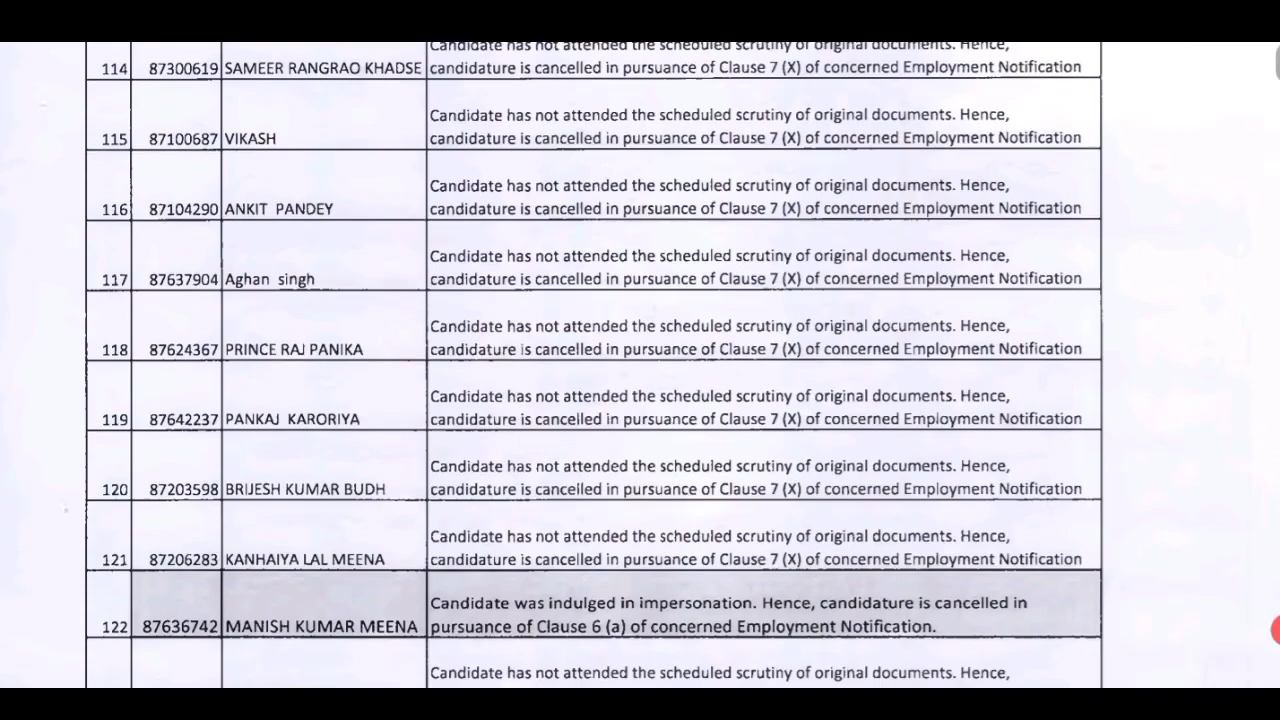 Candidate has not attended the scheduled scrutiny of original documents. Hence,
114 87300619 SAMEER RANGRAO KHADSE candidature is cancelled in pursuance of Clause 7 (X) of concerned Employment Notification
Candidate has not attended the scheduled scrutiny of original documents. Hence,
115 87100687 VIKASH candidature is cancelled in pursuance of Clause 7 (X) of concerned Employment Notification
Candidate has not attended the scheduled scrutiny of original documents. Hence,
116 87104290 ANKIT PANDEY candidature is cancelled in pursuance of Clause 7 (X) of concerned Employment Notification
Candidate has not attended the scheduled scrutiny of original documents. Hence,
117 87637904 Aghan singh candidature is cancelled in pursuance of Clause 7 (X) of concerned Employment Notification
Candidate has not attended the scheduled scrutiny of original documents. Hence,
118 87624367 PRINCE RAJ PANIKA candidature is cancelled in pursuance of Clause 7 (X) of concerned Employment Notification
Candidate has not attended the scheduled scrutiny of original documents. Hence,
119 87642237 PANKAJ KARORIYA candidature is cancelled in pursuance of Clause 7 (X) of concerned Employment Notification
Candidate has not attended the scheduled scrutiny of original documents. Hence,
120 87203598 BRIJESH KUMAR BUDH candidature is cancelled in pursuance of Clause 7 (X) of concerned Employment Notification
Candidate has not attended the scheduled scrutiny of original documents. Hence,
121 87206283 KANHAIYA LAL MEENA candidature is cancelled in pursuance of Clause 7 (X) of concerned Employment Notification
Candidate was indulged in impersonation. Hence, candidature is cancelled in
122 87636742 MANISH KUMAR MEENA pursuance of Clause 6 (a) of concerned Employment Notification.
Candidate has not attended the scheduled scrutiny of original documents. Hence,